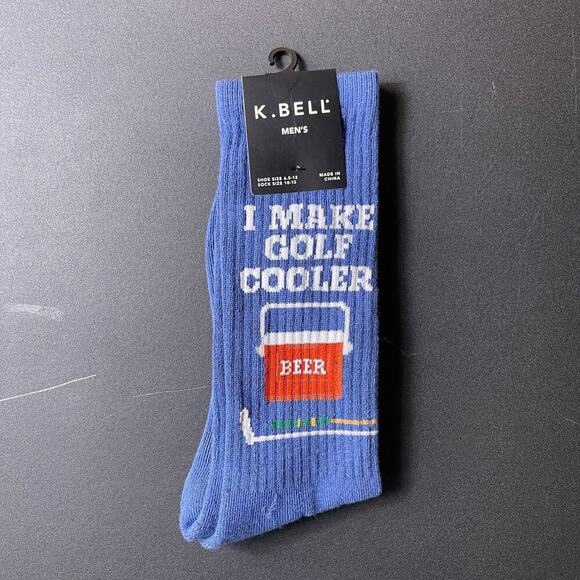 K.BELL®
MEN'S
SHOE SIZE 6.5-12
SOCK SIZE 10-13
MADE IN
CHINA
I MAKE
GOLF
COOLER
BEER